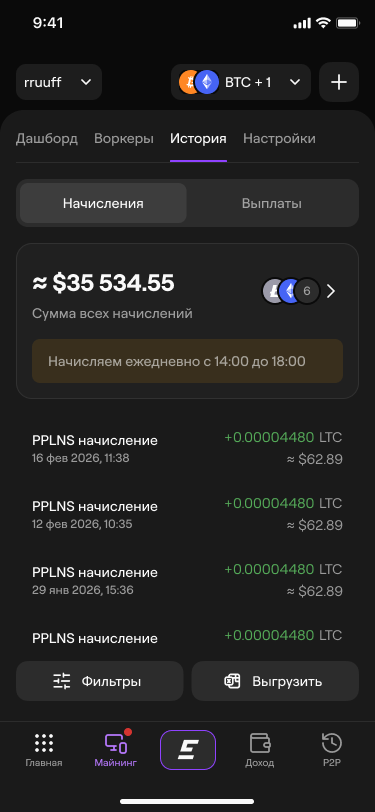 9:41
rruuff
BTC + 1
Дашборд Воркеры История Настройки
Начисления Выплаты
≈ $35 534.55
6
Сумма всех начислений
Начисляем ежедневно с 14:00 до 18:00
PPLNS начисление +0.00004480 LTC
16 фев 2026, 11:38 ≈ $62.89
PPLNS начисление +0.00004480 LTC
12 фев 2026, 10:35 ≈ $62.89
PPLNS начисление +0.00004480 LTC
29 янв 2026, 15:36 ≈ $62.89
PPLNS начисление +0.00004480 LTC
Фильтры Выгрузить
Главная Майнинг Доход P2P